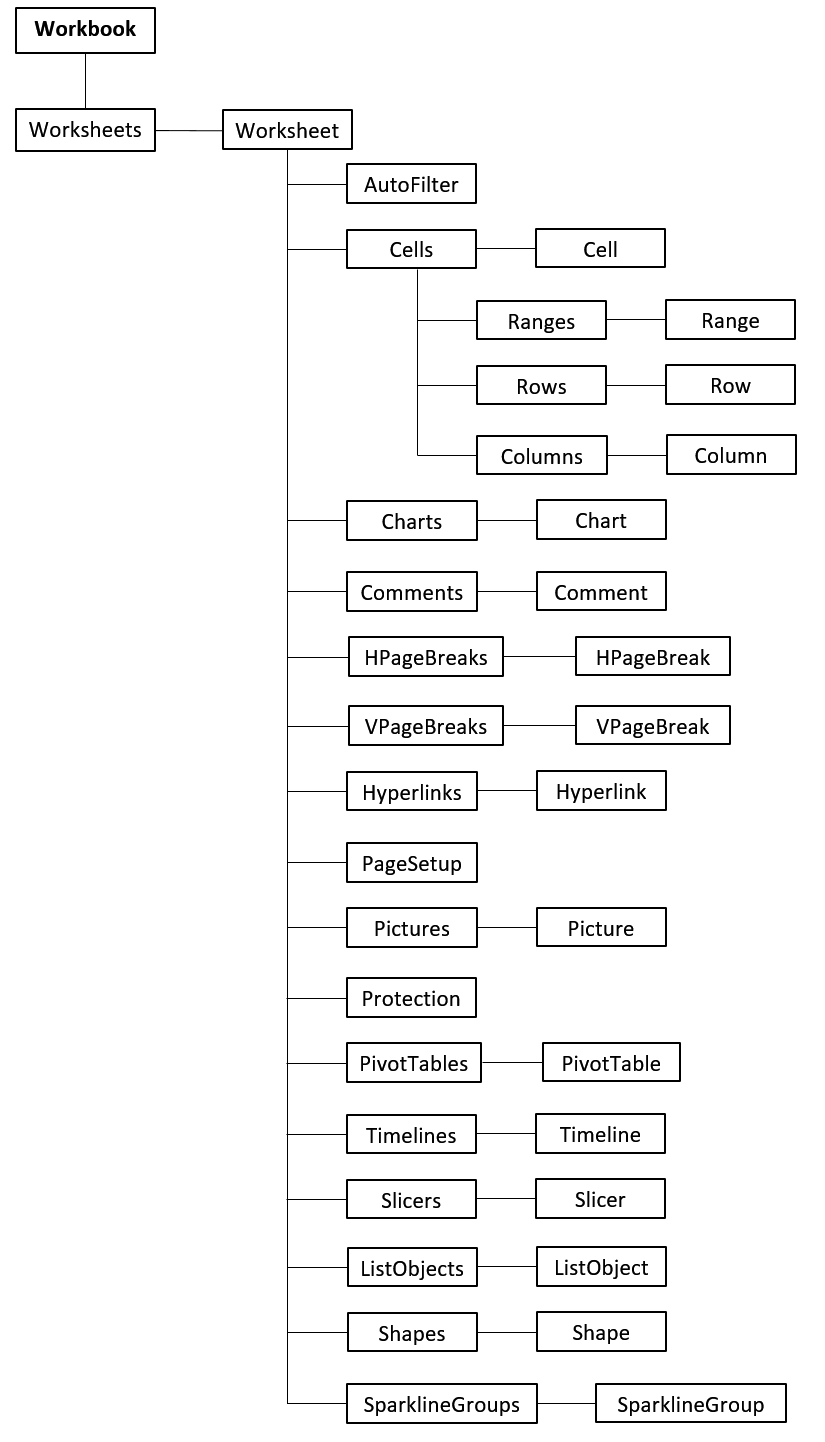 Workbook
Worksheets Worksheet
AutoFilter
Cells Cell
Ranges Range
Rows Row
Columns Column
Charts Chart
Comments Comment
HPageBreaks HPageBreak
VPageBreaks VPageBreak
Hyperlinks Hyperlink
PageSetup
Pictures Picture
Protection
PivotTables PivotTable
Timelines Timeline
Slicers Slicer
ListObjects ListObject
Shapes Shape
SparklineGroups SparklineGroup